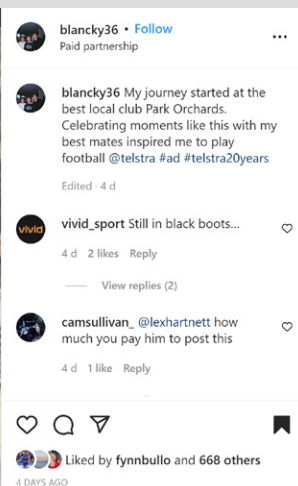 blancky36 • Follow
Paid partnership
...
blancky36 My journey started at the
best local club Park Orchards.
Celebrating moments like this with my
best mates inspired me to play
football @telstra #ad #telstra20years
Edited · 4 d
vivid
vivid_sport Still in black boots...
4 d 2 likes Reply
View replies (2)
camsullivan_ @lexhartnett how
much you pay him to post this
4 d 1 like Reply
Liked by fynnbullo and 668 others
4 DAYS AGO